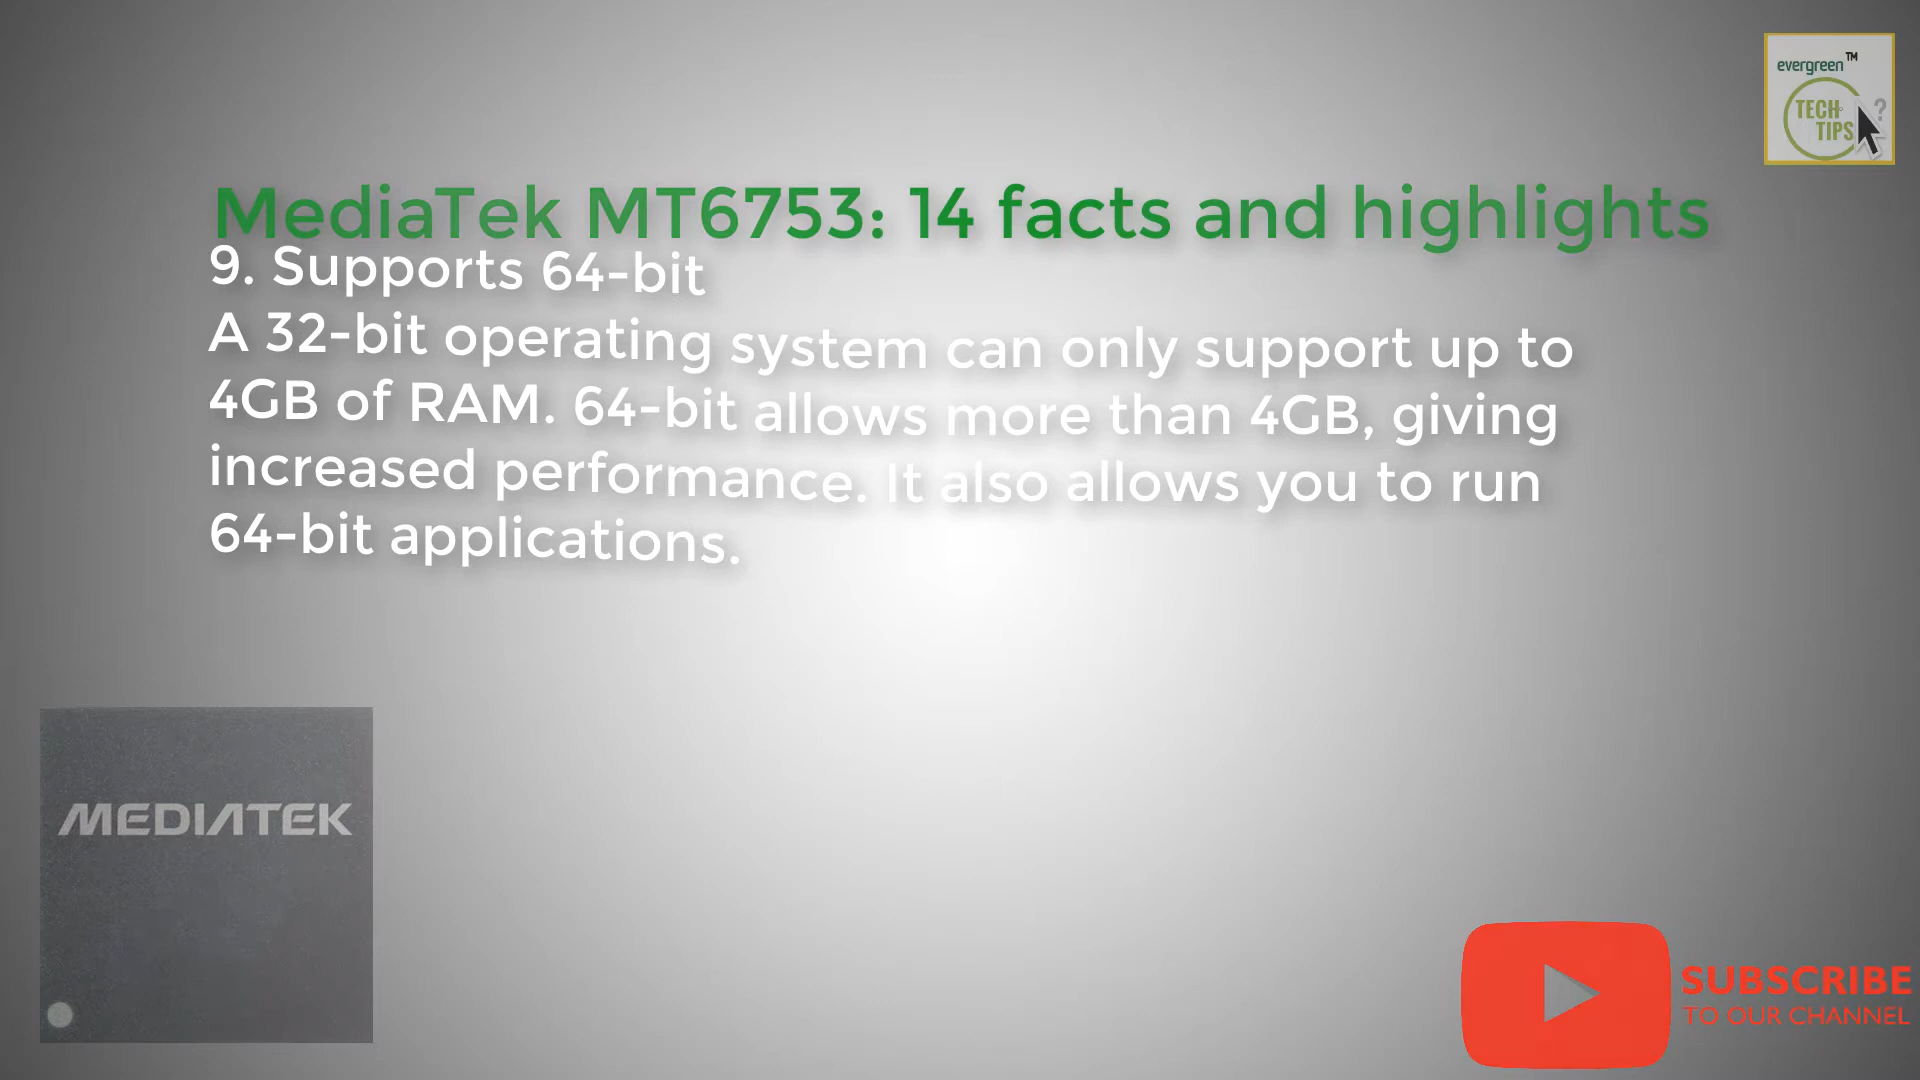 evergreen™
TECH
TIPS
?
MediaTek MT6753: 14 facts and highlights
9. Supports 64-bit
A 32-bit operating system can only support up to
4GB of RAM. 64-bit allows more than 4GB, giving
increased performance. It also allows you to run
64-bit applications.
MEDIATEK
SUBSCRIBE
TO OUR CHANNEL